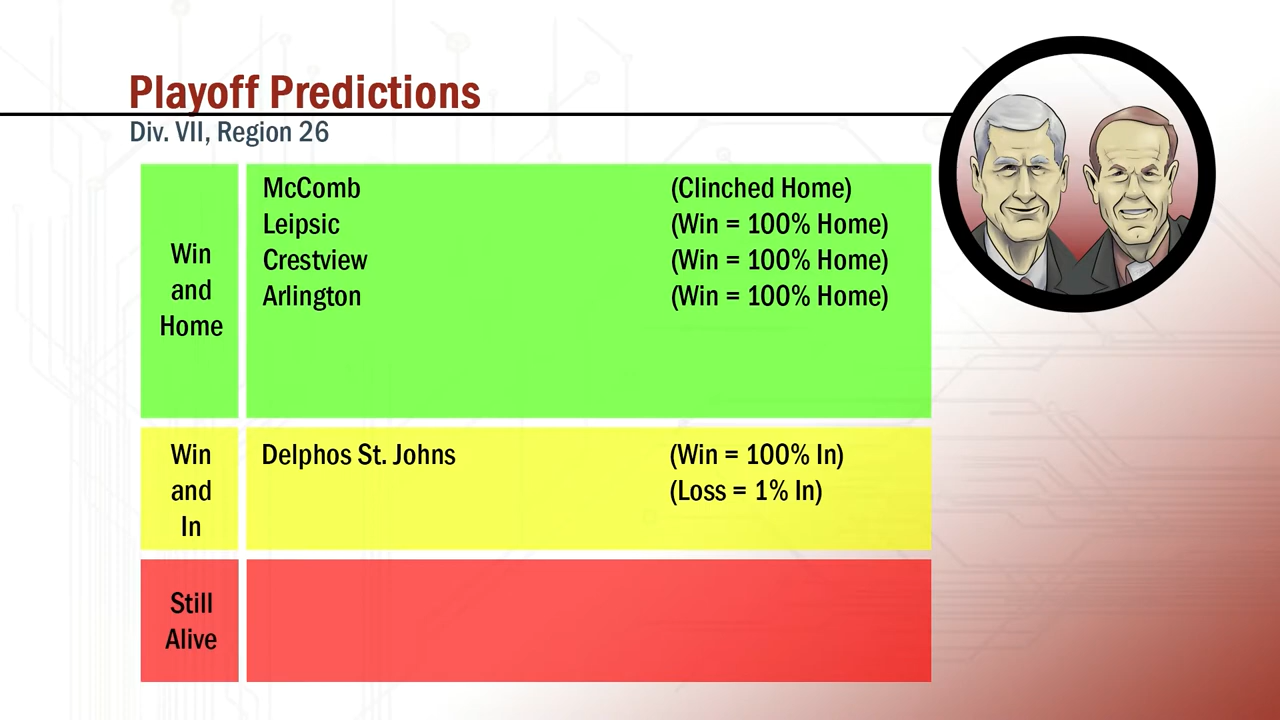 Playoff Predictions
Div. VII, Region 26
Win
and
Home
McComb (Clinched Home)
Leipsic (Win = 100% Home)
Crestview (Win = 100% Home)
Arlington (Win = 100% Home)
Win
and
In
Delphos St. Johns (Win = 100% In)
(Loss = 1% In)
Still
Alive